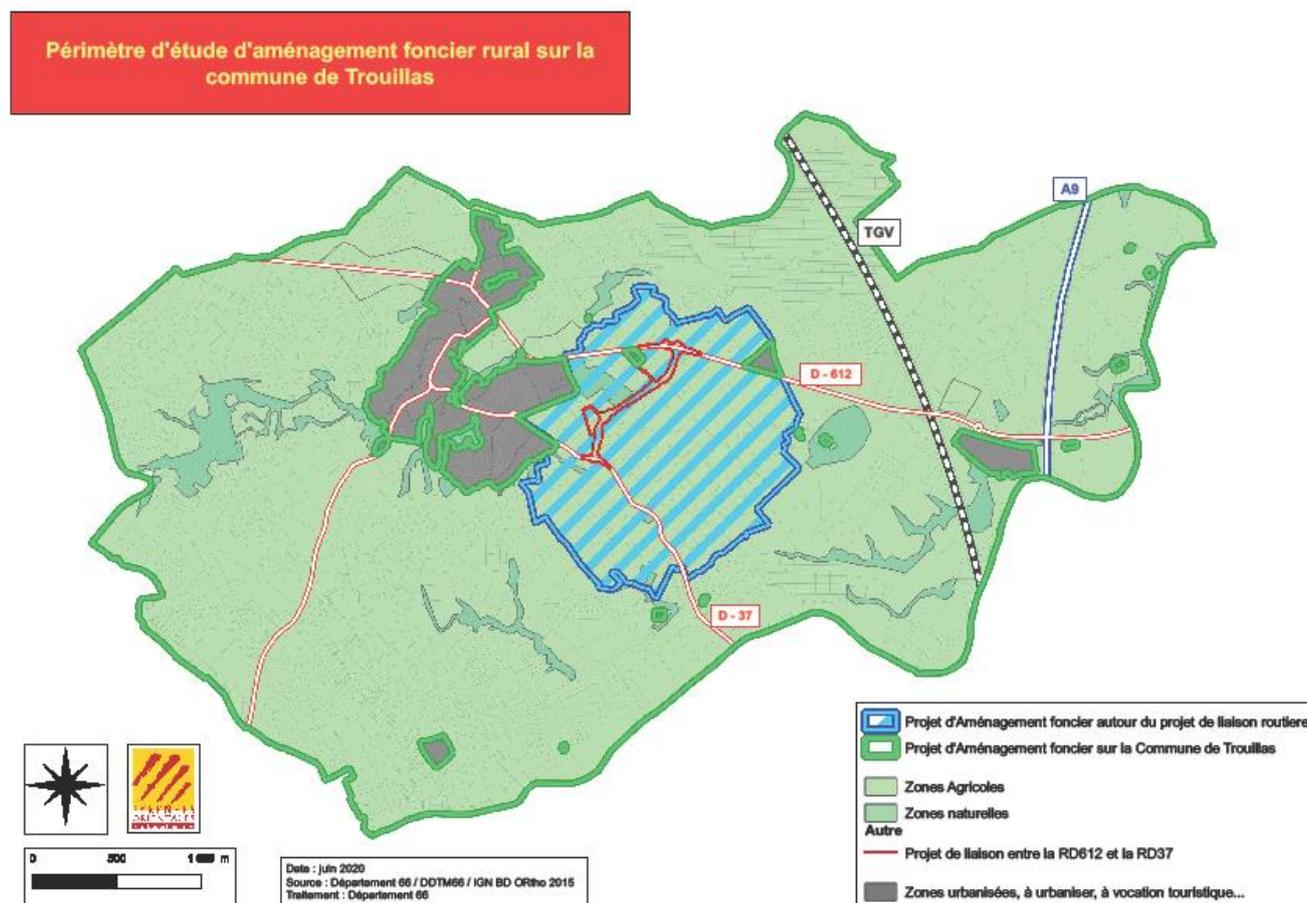 Périmètre d'étude d'aménagement foncier rural sur la
commune de Trouillas
A9
TGV
D - 612
D - 37
Projet d'Aménagement foncier autour du projet de liaison routiere
Projet d'Aménagement foncier sur la Commune de Trouillas
Zones Agricoles
Zones naturelles
Autre
Projet de liaison entre la RD612 et la RD37
Zones urbanisées, à urbaniser, à vocation touristique...
ORIENTALES
0 500 m
Date : juin 2020
Source : Département 66 / DDTM66 / IGN BD ORtho 2015
Traitement : Département 66